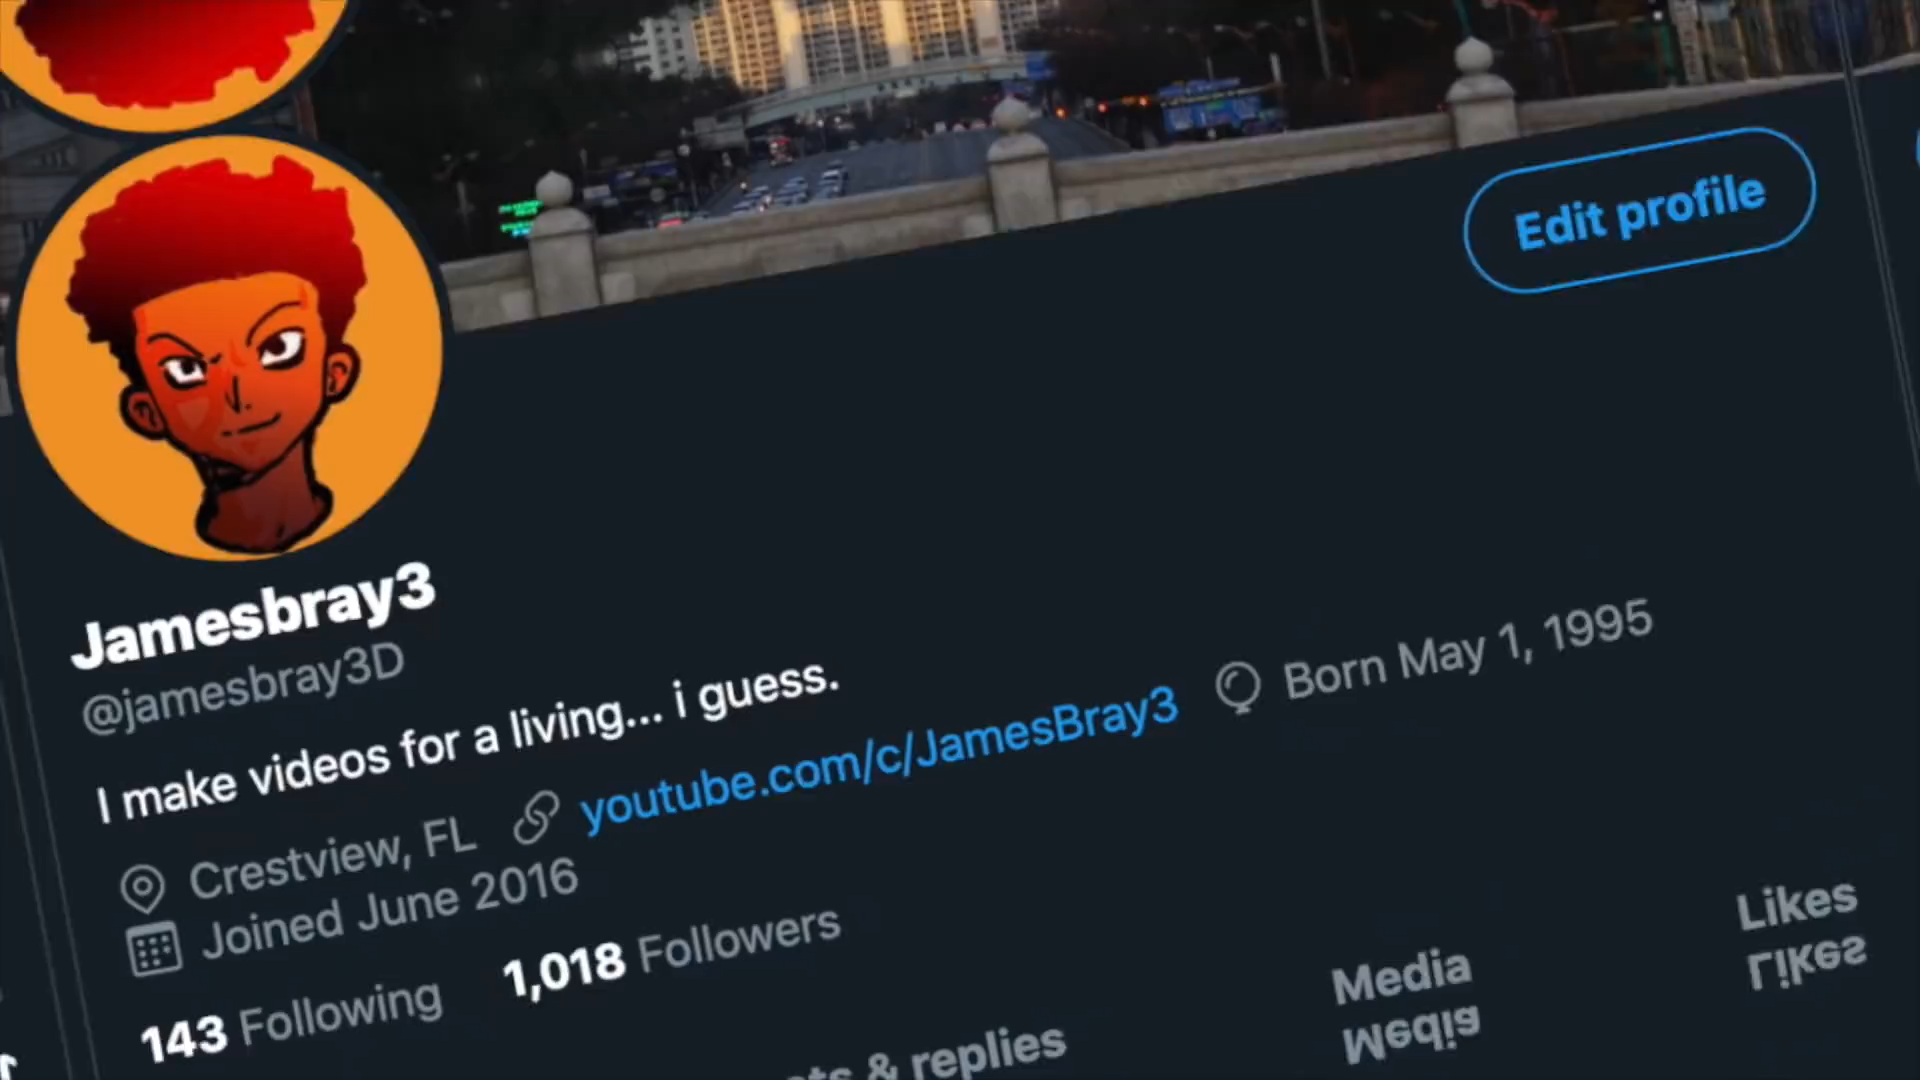 Edit profile
Jamesbray3
@jamesbray3D
I make videos for a living... i guess.
Crestview, FL youtube.com/c/JamesBray3 Born May 1, 1995
Joined June 2016
143 Following 1,018 Followers
& replies Media Likes